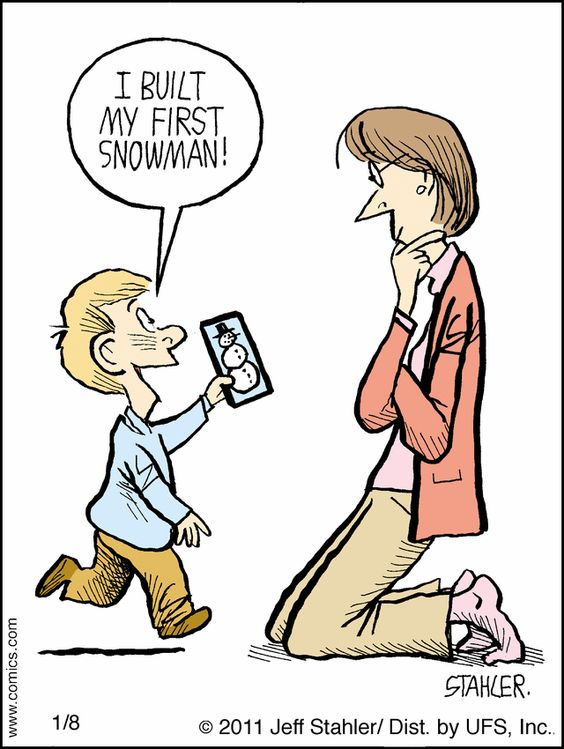 I BUILT
MY FIRST
SNOWMAN!
STAHLER.
www.comics.com
1/8
© 2011 Jeff Stahler/ Dist. by UFS, Inc.